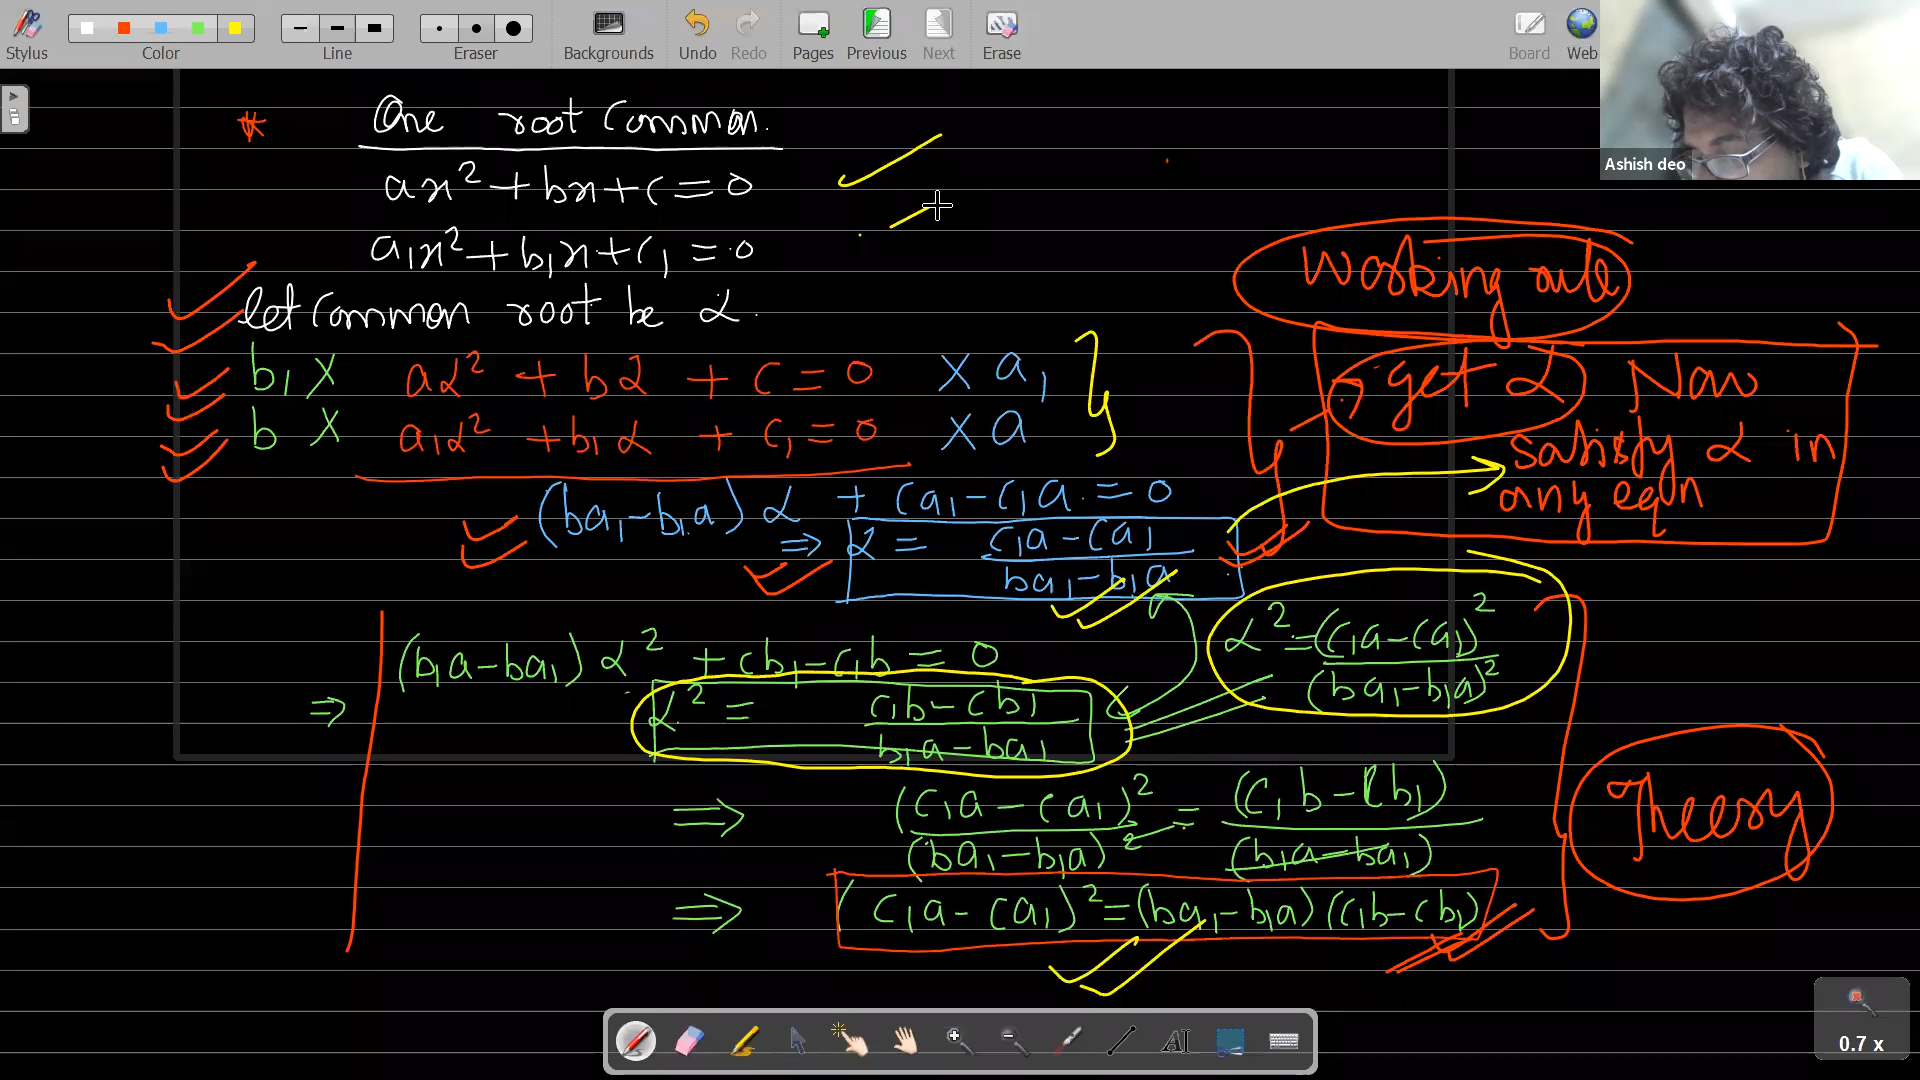 Stylus Color Line Eraser Backgrounds Undo Redo Pages Previous Next Erase Board Web
Ashish deo
* One root Common.
ax² + bx + c = 0
a₁x² + b₁x + c₁ = 0
let Common root be α.
b₁ × aα² + bα + c = 0 × a₁
b × a₁α² + b₁α + c₁ = 0 × a
(ba₁ - b₁a) α + ca₁ - c₁a = 0
⇒ α = (c₁a - ca₁) / (ba₁ - b₁a)
(b₁a - ba₁) α² + cb₁ - c₁b = 0
⇒ α² = (c₁b - cb₁) / (b₁a - ba₁)
α² = (c₁a - ca₁)² / (ba₁ - b₁a)²
⇒ (c₁a - ca₁)² / (ba₁ - b₁a)² = (c₁b - cb₁) / (b₁a - ba₁)
⇒ (c₁a - ca₁)² = (ba₁ - b₁a) (c₁b - cb₁)
Working rule
→ get α Now
satisfy α in
any eqn
Theory
0.7 x